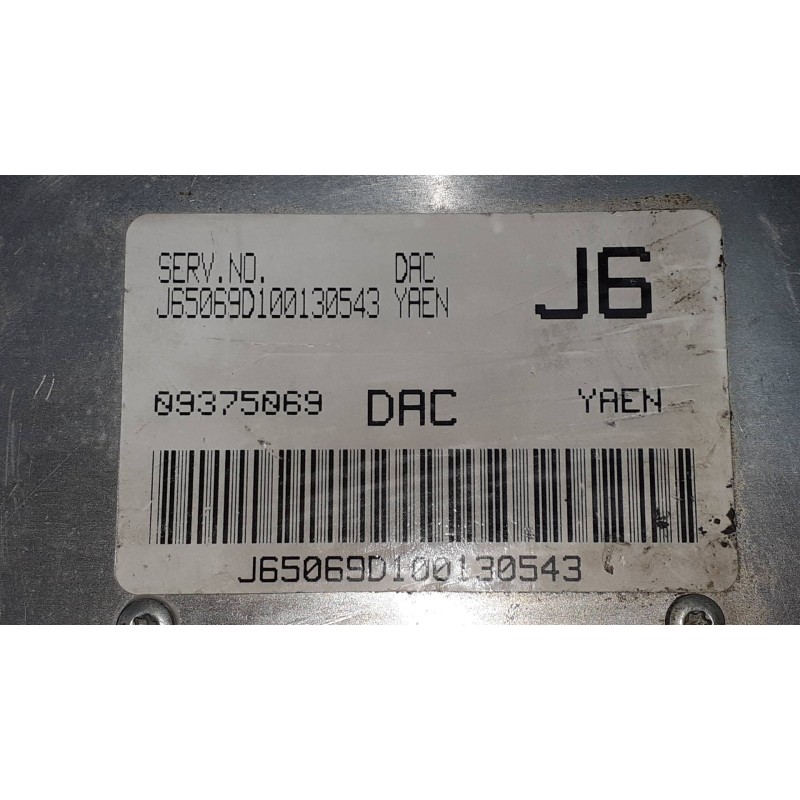 SERV.NO. DAC
J65069D100130543 YAEN
J6
09375069 DAC YAEN
J65069D100130543